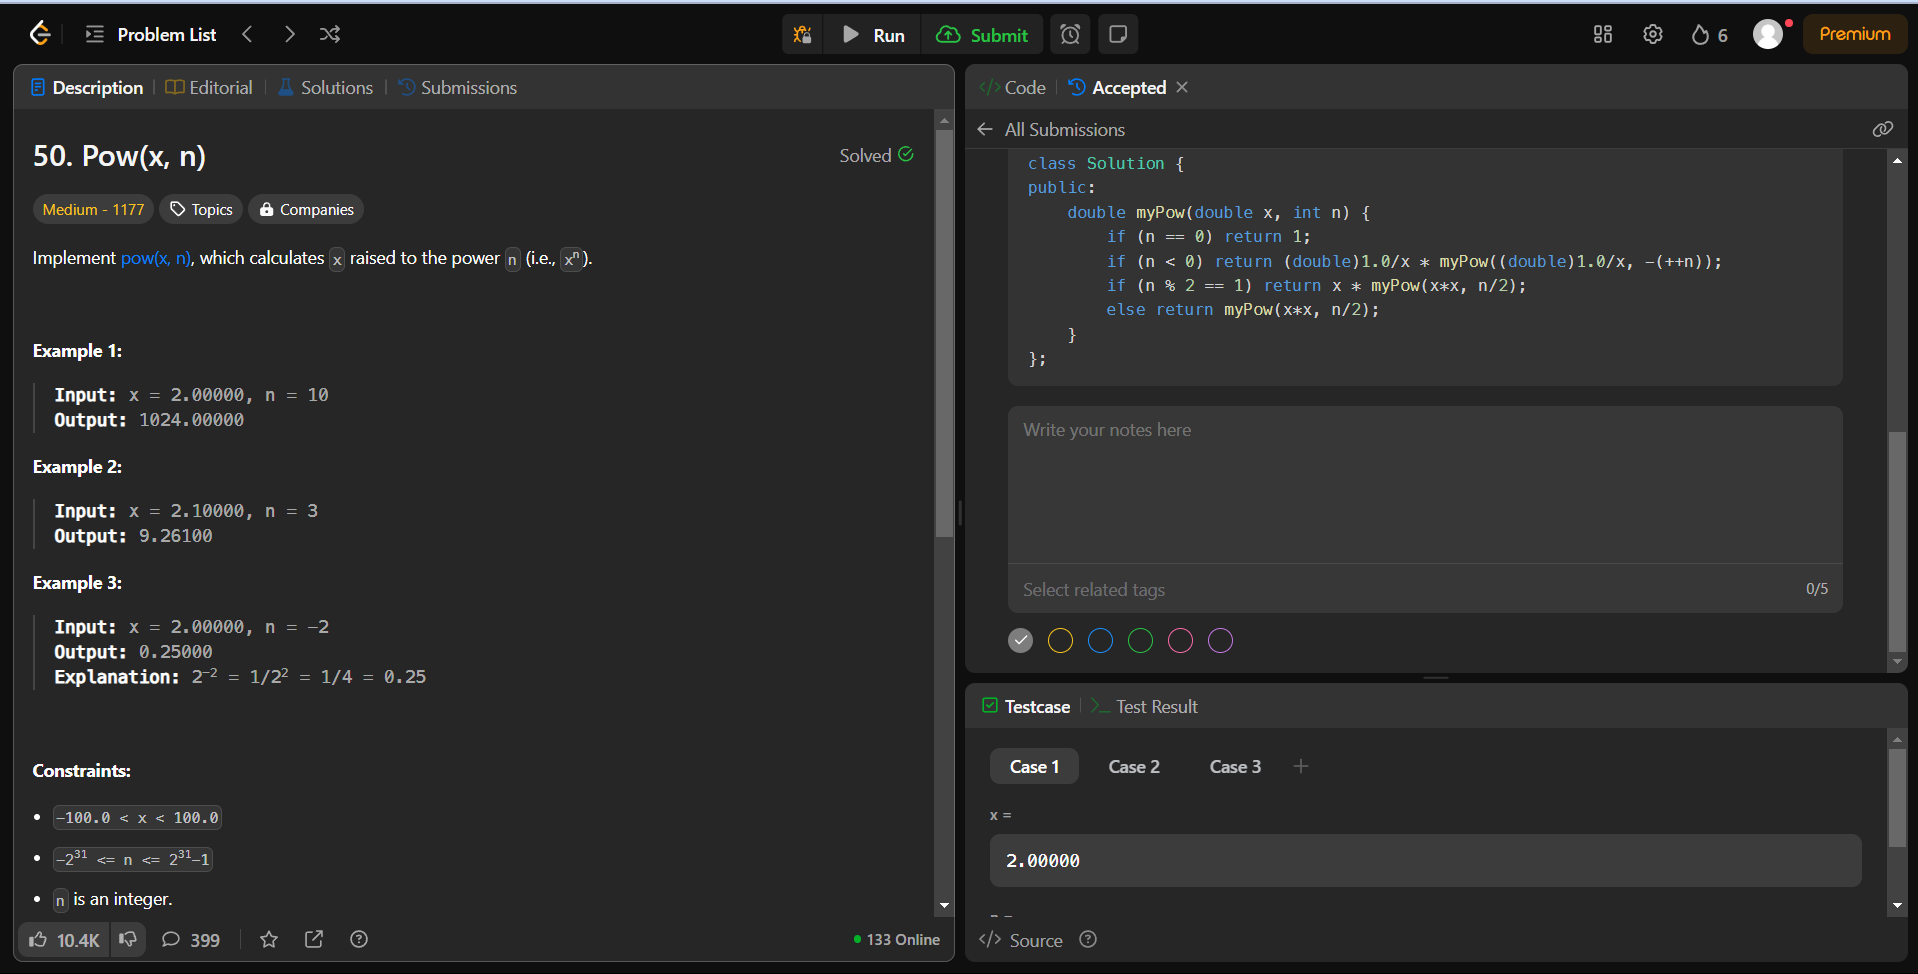 Problem List
Run
Submit
6
Premium
Description
Editorial
Solutions
Submissions
50. Pow(x, n)
Solved
Medium - 1177
Topics
Companies
Implement pow(x, n), which calculates x raised to the power n (i.e., xⁿ).
Example 1:
Input: x = 2.00000, n = 10
Output: 1024.00000
Example 2:
Input: x = 2.10000, n = 3
Output: 9.26100
Example 3:
Input: x = 2.00000, n = -2
Output: 0.25000
Explanation: 2⁻² = 1/2² = 1/4 = 0.25
Constraints:
• -100.0 < x < 100.0
• -2³¹ <= n <= 2³¹-1
• n is an integer.
10.4K
399
133 Online
</> Code
Accepted
All Submissions
class Solution {
public:
    double myPow(double x, int n) {
        if (n == 0) return 1;
        if (n < 0) return (double)1.0/x * myPow((double)1.0/x, -(++n));
        if (n % 2 == 1) return x * myPow(x*x, n/2);
        else return myPow(x*x, n/2);
    }
};
Write your notes here
Select related tags
0/5
Testcase
>_ Test Result
Case 1
Case 2
Case 3
+
x =
2.00000
n =
</> Source